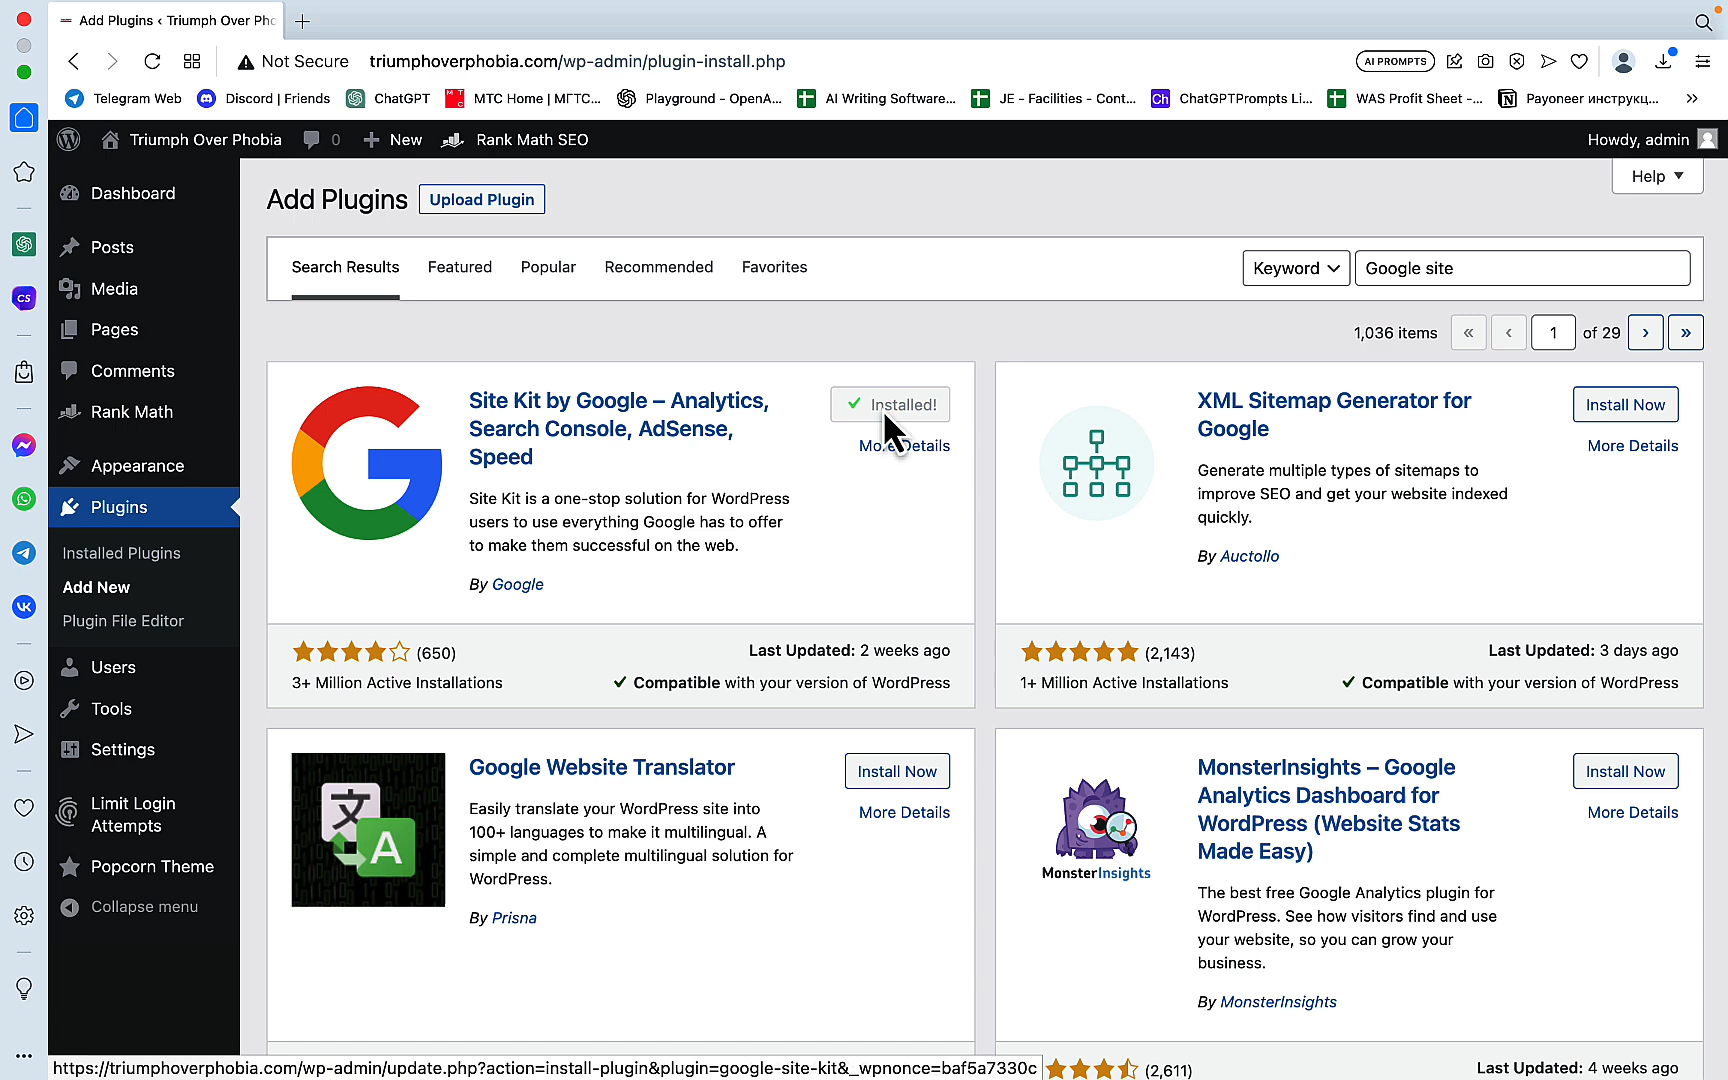 Add Plugins ‹ Triumph Over Pho
Not Secure triumphoverphobia.com/wp-admin/plugin-install.php
AI PROMPTS
Telegram Web Discord | Friends ChatGPT MTC Home | МГТС... Playground - OpenA... AI Writing Software... JE - Facilities - Cont... Ch ChatGPTPrompts Li... WAS Profit Sheet -... Payoneer инструкц...
Triumph Over Phobia 0 New Rank Math SEO Howdy, admin
Help
Add Plugins Upload Plugin
Search Results Featured Popular Recommended Favorites Keyword Google site
1,036 items « ‹ 1 of 29 › »
CS
VK
Dashboard
Posts
Media
Pages
Comments
Rank Math
Appearance
Plugins
Installed Plugins
Add New
Plugin File Editor
Users
Tools
Settings
Limit Login
Attempts
Popcorn Theme
Collapse menu
Site Kit by Google – Analytics,
Search Console, AdSense,
Speed
Installed!
More Details
Site Kit is a one-stop solution for WordPress
users to use everything Google has to offer
to make them successful on the web.
By Google
(650)
Last Updated: 2 weeks ago
3+ Million Active Installations
Compatible with your version of WordPress
XML Sitemap Generator for
Google
Install Now
More Details
Generate multiple types of sitemaps to
improve SEO and get your website indexed
quickly.
By Auctollo
(2,143)
Last Updated: 3 days ago
1+ Million Active Installations
Compatible with your version of WordPress
文
A
Google Website Translator
Install Now
More Details
Easily translate your WordPress site into
100+ languages to make it multilingual. A
simple and complete multilingual solution for
WordPress.
By Prisna
MonsterInsights
MonsterInsights – Google
Analytics Dashboard for
WordPress (Website Stats
Made Easy)
Install Now
More Details
The best free Google Analytics plugin for
WordPress. See how visitors find and use
your website, so you can grow your
business.
By MonsterInsights
(2,611)
Last Updated: 4 weeks ago
https://triumphoverphobia.com/wp-admin/update.php?action=install-plugin&plugin=google-site-kit&_wpnonce=baf5a7330c